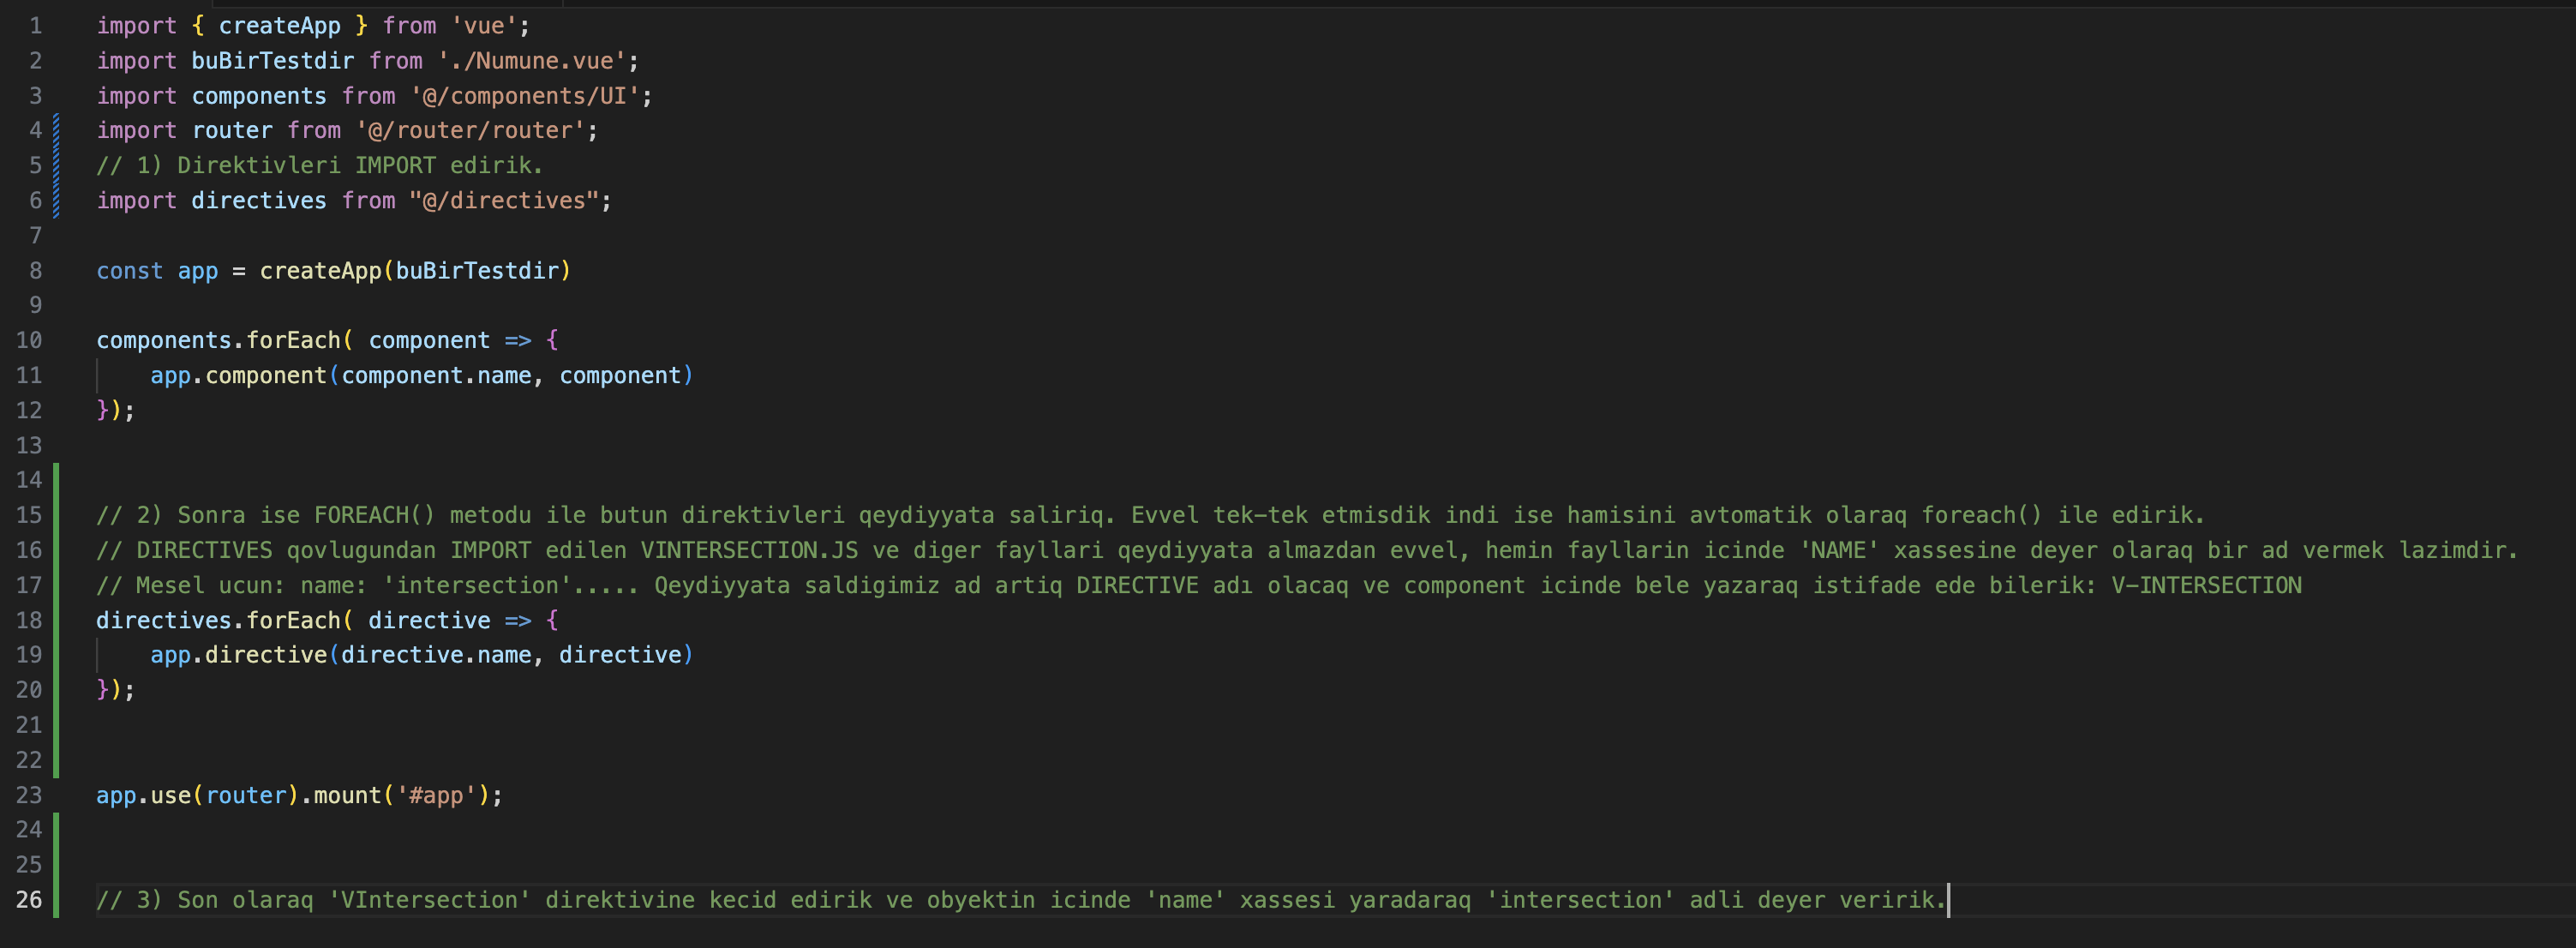 1 import { createApp } from 'vue';
2 import buBirTestdir from './Numune.vue';
3 import components from '@/components/UI';
4 import router from '@/router/router';
5 // 1) Direktivleri IMPORT edirik.
6 import directives from "@/directives";
7
8 const app = createApp(buBirTestdir)
9
10 components.forEach( component => {
11     app.component(component.name, component)
12 });
13
14
15 // 2) Sonra ise FOREACH() metodu ile butun direktivleri qeydiyyata saliriq. Evvel tek-tek etmisdik indi ise hamisini avtomatik olaraq foreach() ile edirik.
16 // DIRECTIVES qovlugundan IMPORT edilen VINTERSECTION.JS ve diger fayllari qeydiyyata almazdan evvel, hemin fayllarin icinde 'NAME' xassesine deyer olaraq bir ad vermek lazimdir.
17 // Mesel ucun: name: 'intersection'..... Qeydiyyata saldigimiz ad artiq DIRECTIVE adı olacaq ve component icinde bele yazaraq istifade ede bilerik: V-INTERSECTION
18 directives.forEach( directive => {
19     app.directive(directive.name, directive)
20 });
21
22
23 app.use(router).mount('#app');
24
25
26 // 3) Son olaraq 'VIntersection' direktivine kecid edirik ve obyektin icinde 'name' xassesi yaradaraq 'intersection' adli deyer veririk.